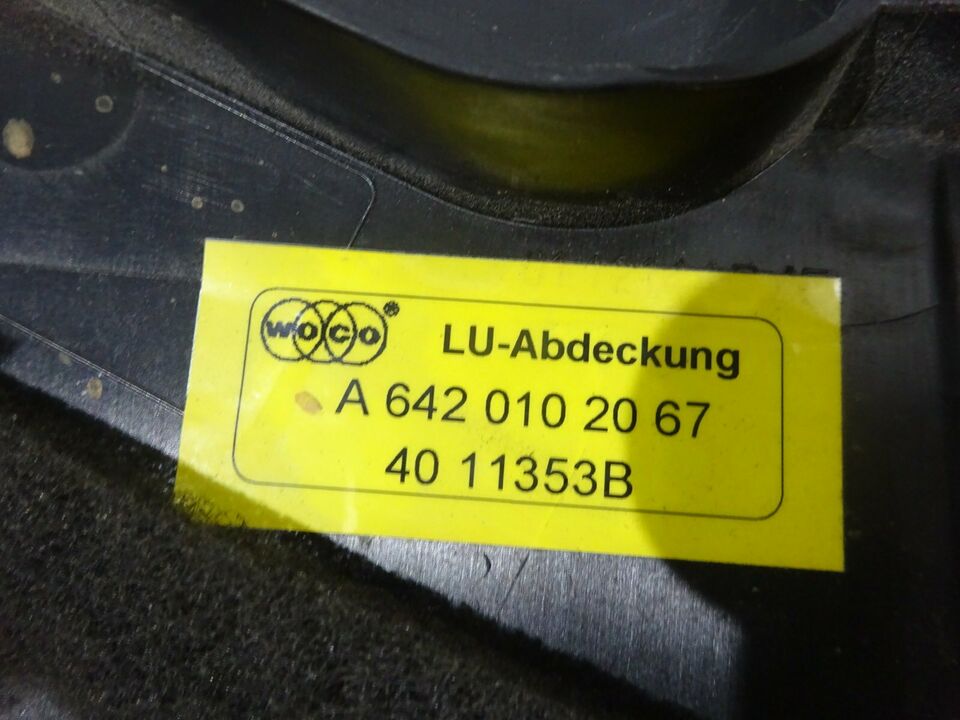 woco® LU-Abdeckung
A 642 010 20 67
40 11353B